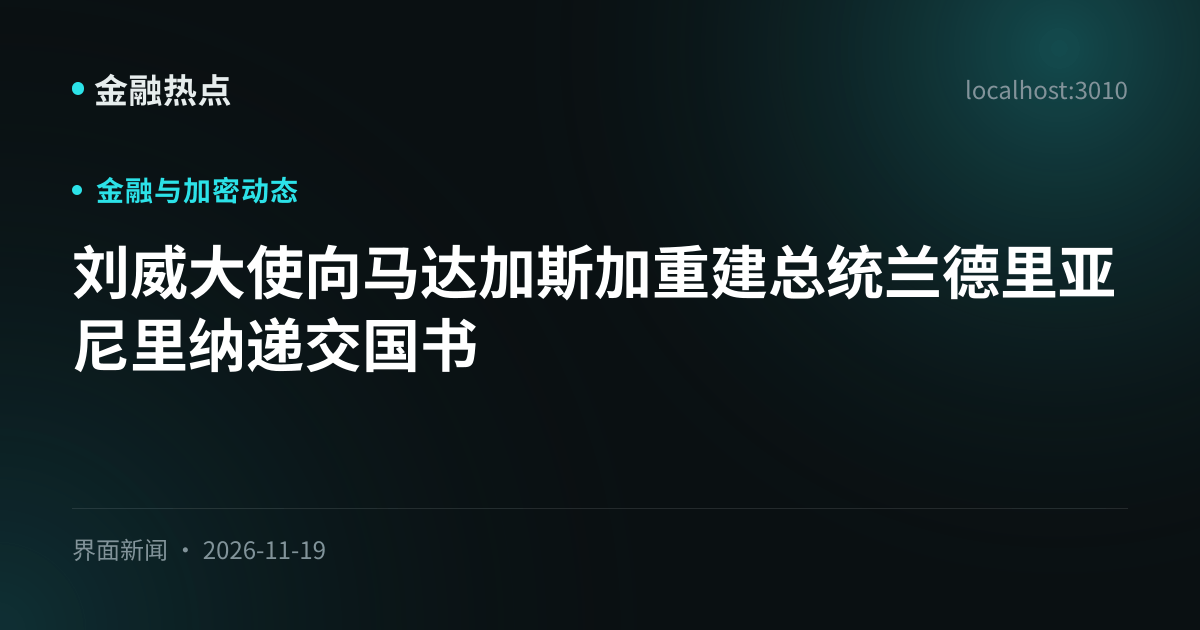 金融热点
localhost:3010
金融与加密动态
刘威大使向马达加斯加重建总统兰德里亚
尼里纳递交国书
界面新闻 • 2026-11-19